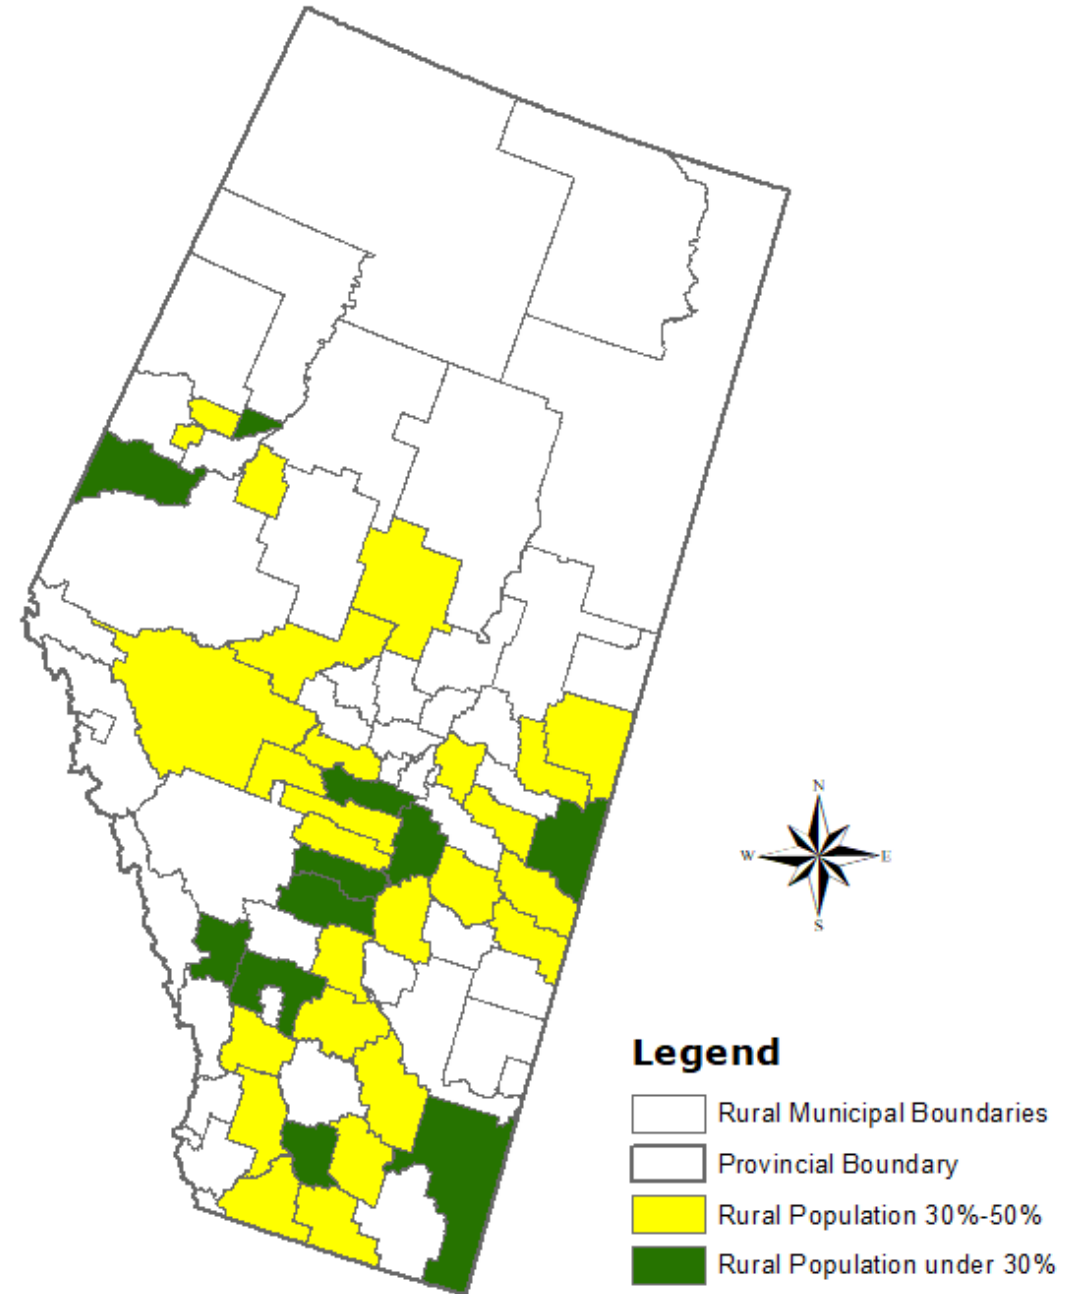 N
W E
S
Legend
Rural Municipal Boundaries
Provincial Boundary
Rural Population 30%-50%
Rural Population under 30%